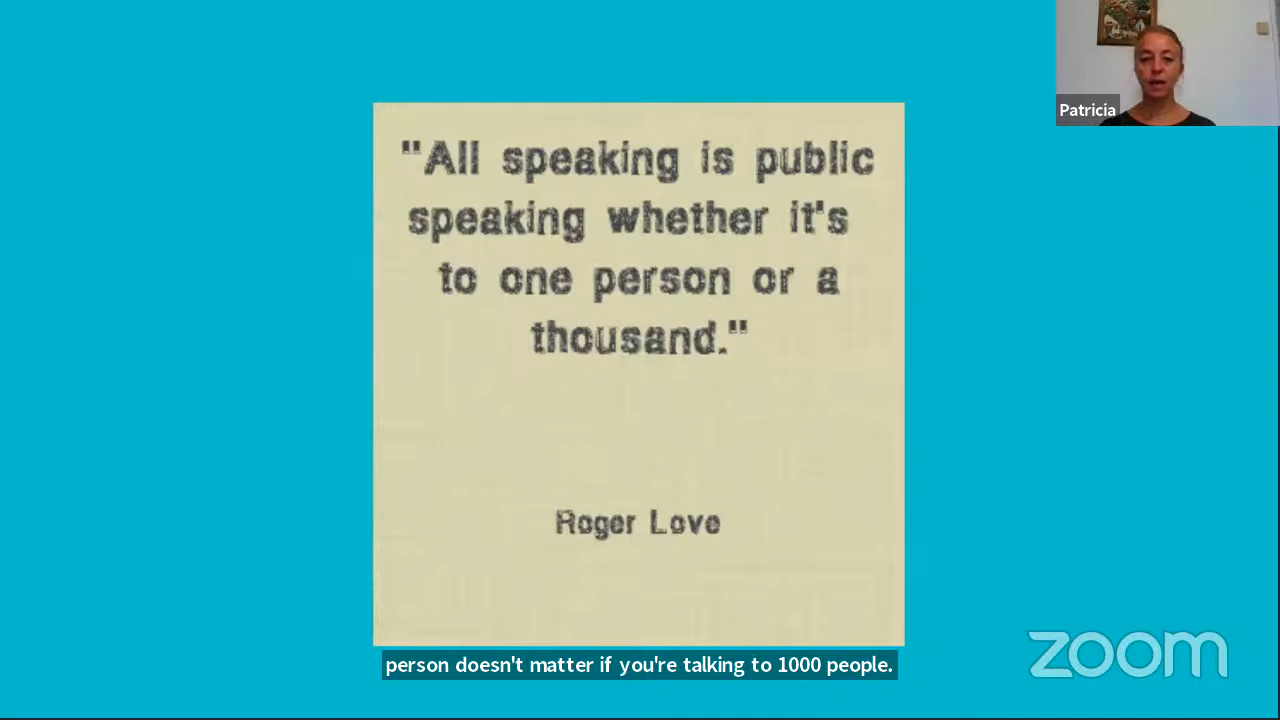 Patricia
"All speaking is public
speaking whether it's
to one person or a
thousand."
Roger Love
person doesn't matter if you're talking to 1000 people.
zoom